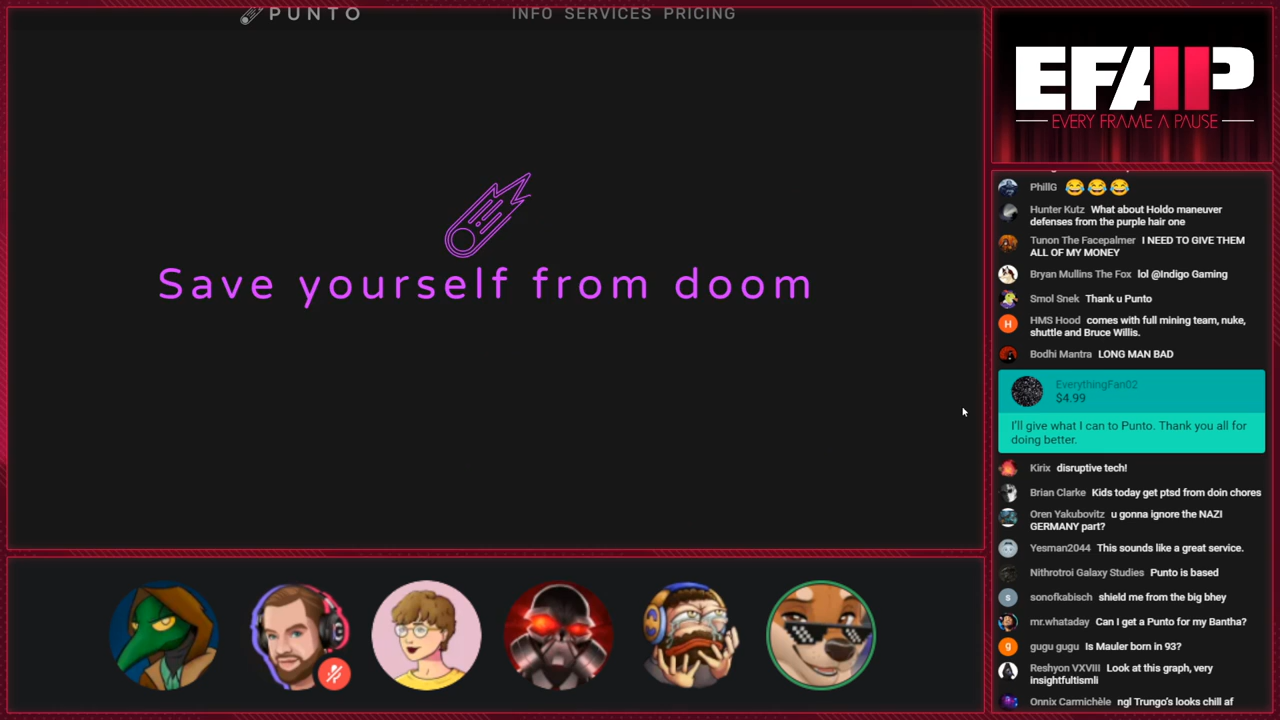 PUNTO
INFO SERVICES PRICING
Save yourself from doom
EFAP
EVERY FRAME A PAUSE
PhillG 😂😂😂
Hunter Kutz What about Holdo maneuver
defenses from the purple hair one
Tunon The Facepalmer I NEED TO GIVE THEM
ALL OF MY MONEY
Bryan Mullins The Fox lol @Indigo Gaming
Smol Snek Thank u Punto
H
HMS Hood comes with full mining team, nuke,
shuttle and Bruce Willis.
Bodhi Mantra LONG MAN BAD
EverythingFan02
$4.99
I'll give what I can to Punto. Thank you all for
doing better.
Kirix disruptive tech!
Brian Clarke Kids today get ptsd from doin chores
Oren Yakubovitz u gonna ignore the NAZI
GERMANY part?
Yesman2044 This sounds like a great service.
Nithrotroi Galaxy Studies Punto is based
s
sonofkabisch shield me from the big bhey
mr.whataday Can I get a Punto for my Bantha?
g
gugu gugu Is Mauler born in 93?
Reshyon XVIII Look at this graph, very
insightfultismli
Onnix Carmichèle ngl Trungo's looks chill af